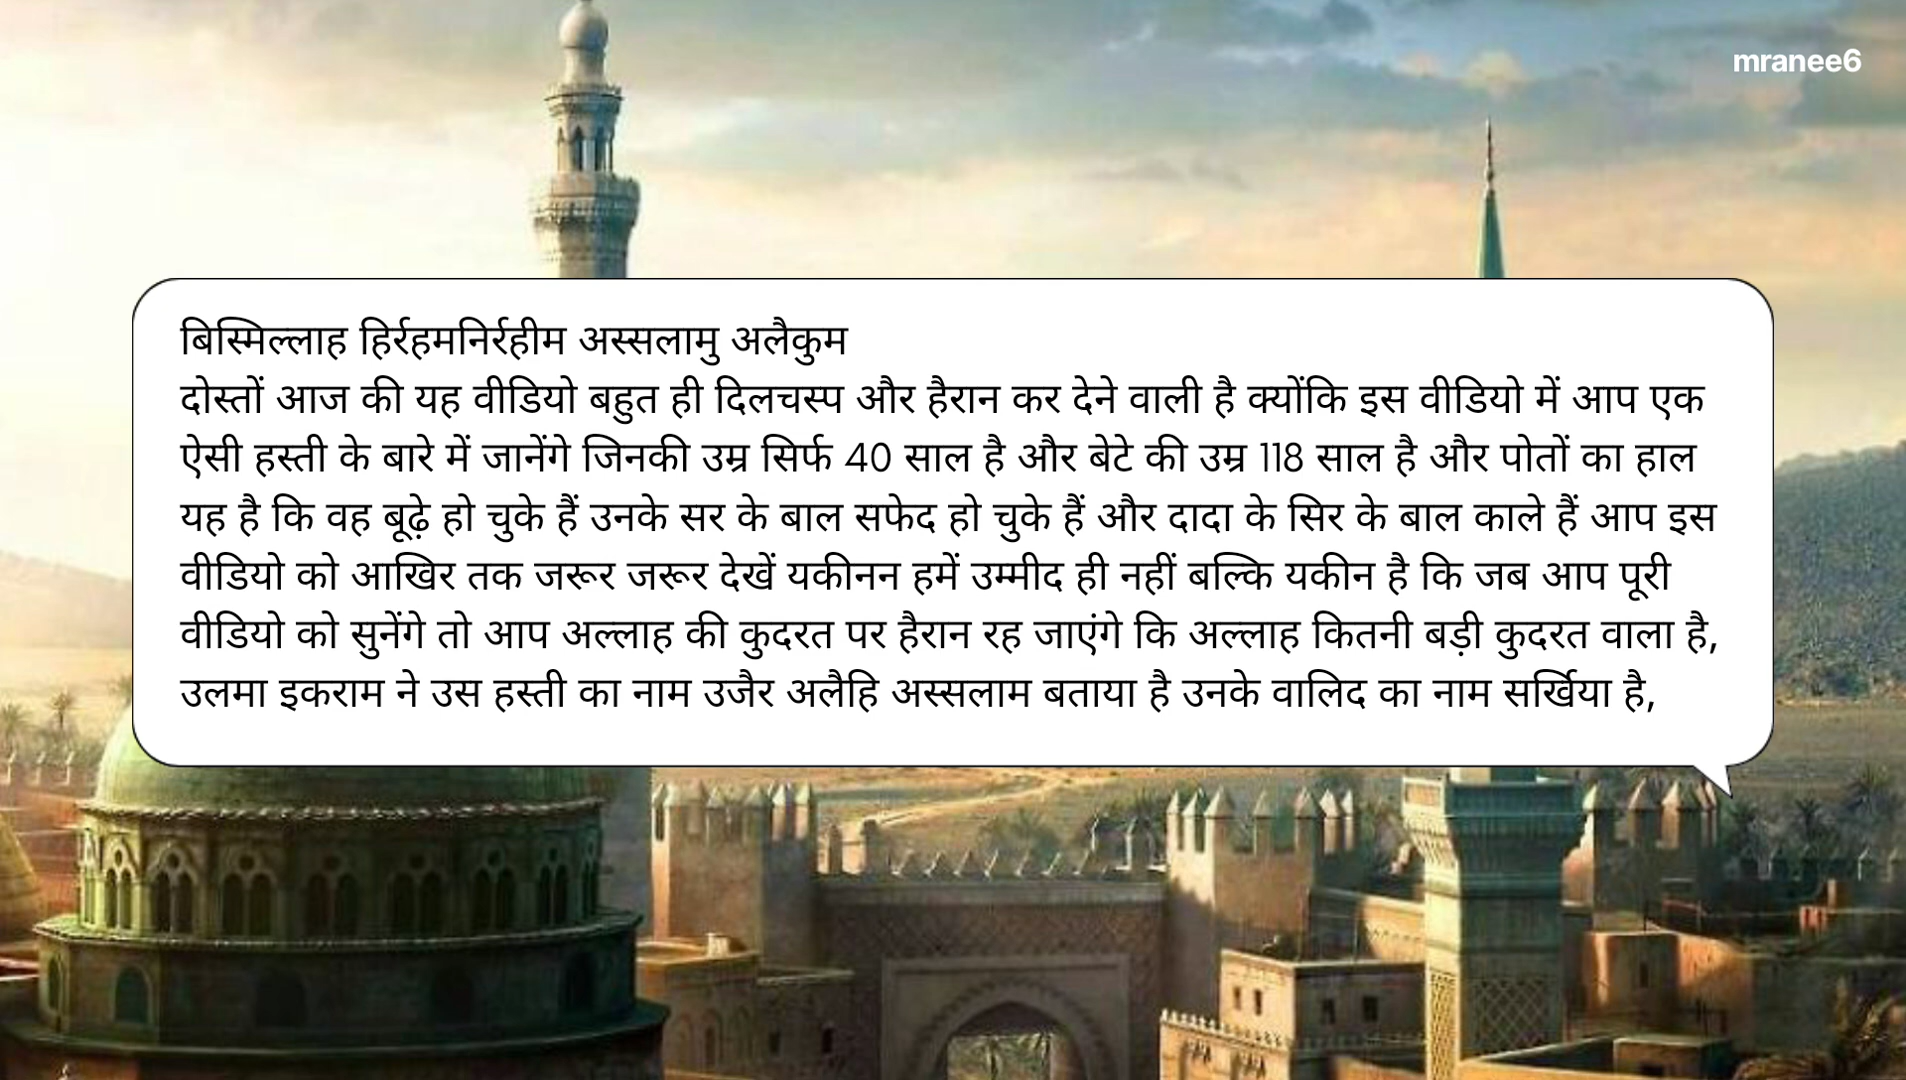 mranee6
बिस्मिल्लाह हिर्रहमनिर्रहीम अस्सलामु अलैकुम
दोस्तों आज की यह वीडियो बहुत ही दिलचस्प और हैरान कर देने वाली है क्योंकि इस वीडियो में आप एक
ऐसी हस्ती के बारे में जानेंगे जिनकी उम्र सिर्फ 40 साल है और बेटे की उम्र 118 साल है और पोतों का हाल
यह है कि वह बूढ़े हो चुके हैं उनके सर के बाल सफेद हो चुके हैं और दादा के सिर के बाल काले हैं आप इस
वीडियो को आखिर तक जरूर जरूर देखें यकीनन हमें उम्मीद ही नहीं बल्कि यकीन है कि जब आप पूरी
वीडियो को सुनेंगे तो आप अल्लाह की कुदरत पर हैरान रह जाएंगे कि अल्लाह कितनी बड़ी कुदरत वाला है,
उलमा इकराम ने उस हस्ती का नाम उजैर अलैहि अस्सलाम बताया है उनके वालिद का नाम सर्खिया है,